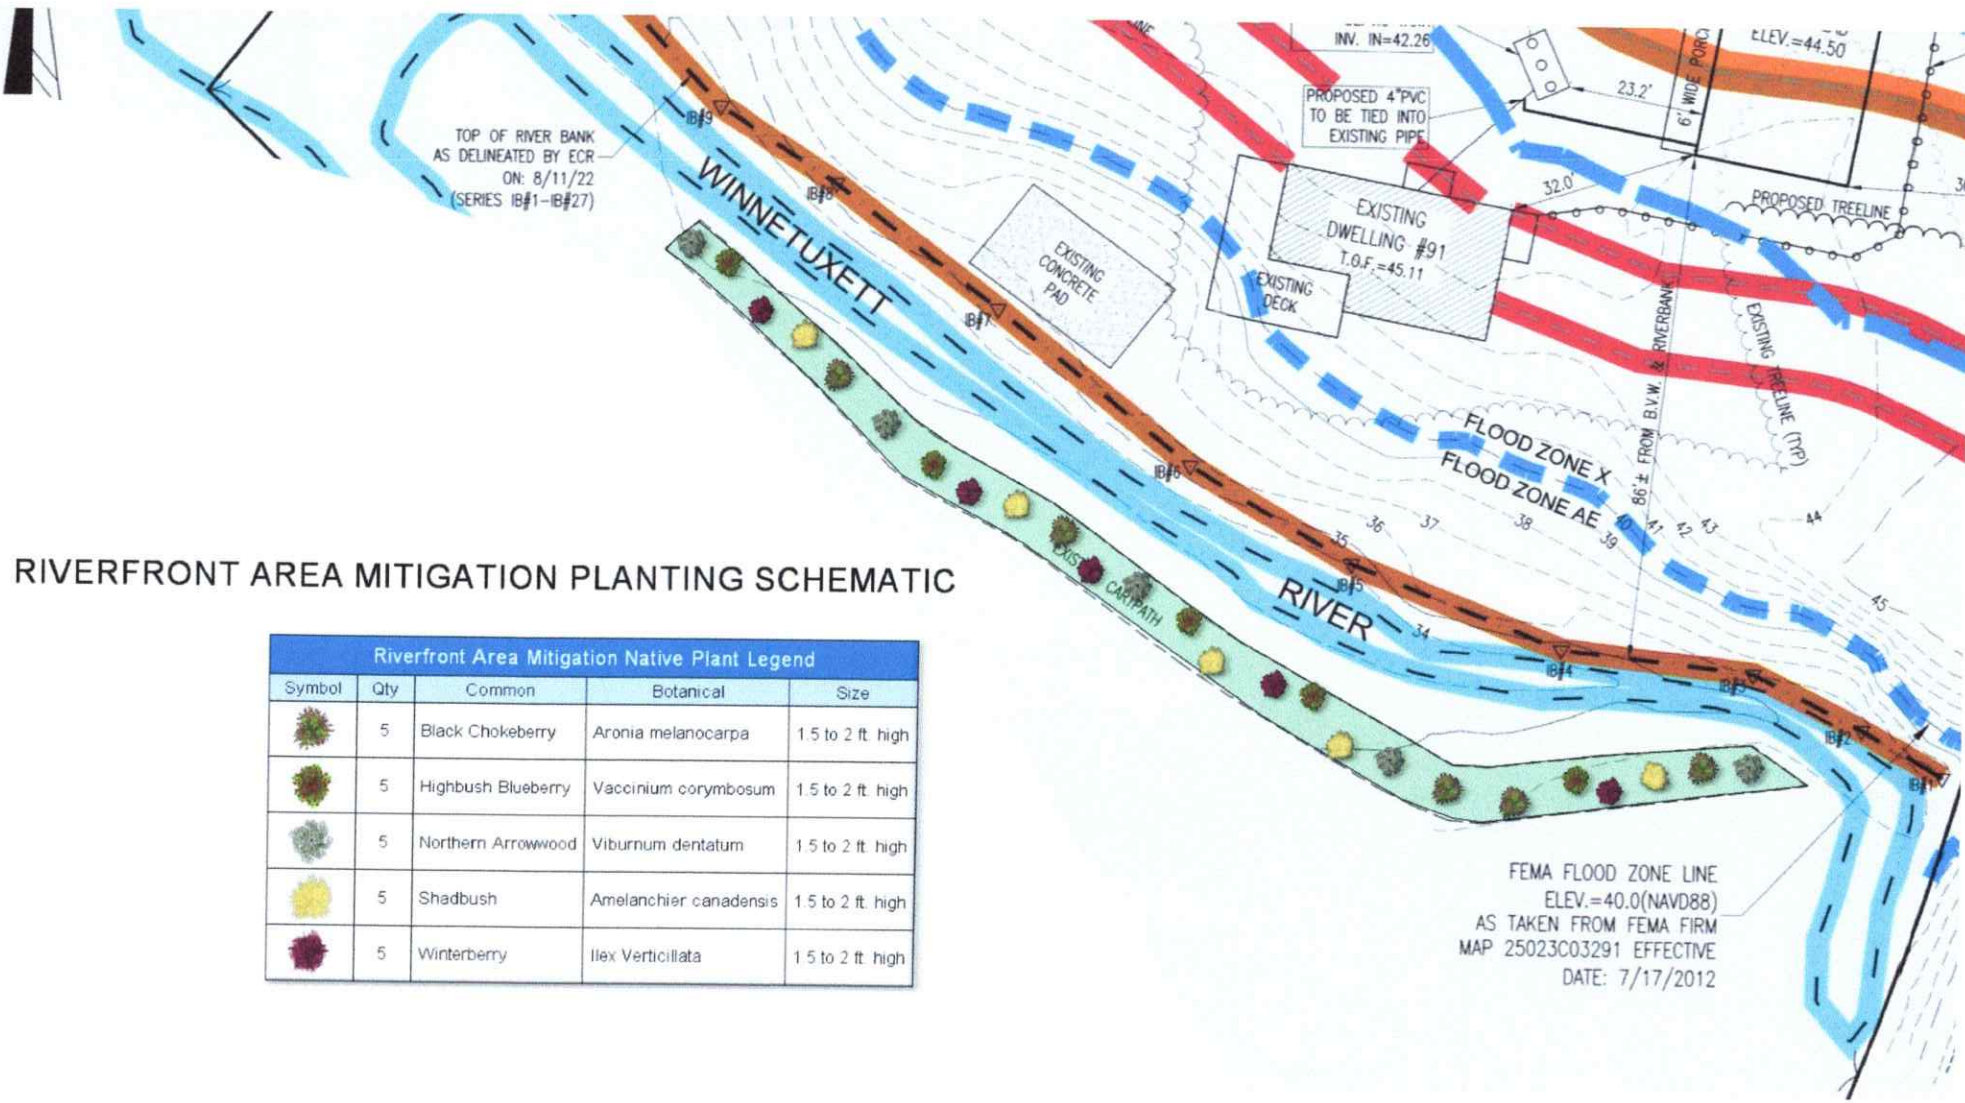 INV. IN=42.26
PROPOSED 4"PVC
TO BE TIED INTO
EXISTING PIPE
23.2'
6' WIDE
ELEV.=44.50
32.0'
PROPOSED TREELINE
TOP OF RIVER BANK
AS DELINEATED BY ECR
ON: 8/11/22
(SERIES IB#1-IB#27)
IB#9
IB#8
IB#7
IB#6
IB#5
IB#4
IB#3
IB#2
IB#1
WINNETUXETT
RIVER
EXISTING
CONCRETE
PAD
EXISTING
DWELLING #91
T.O.F.=45.11
EXISTING
DECK
86'± FROM B.V.W. & RIVERBANK
EXISTING TREELINE (TYP)
FLOOD ZONE X
FLOOD ZONE AE
34
35
36
37
38
39
40
41
42
43
44
45
CARTPATH
RIVERFRONT AREA MITIGATION PLANTING SCHEMATIC
Riverfront Area Mitigation Native Plant Legend
Symbol Qty Common Botanical Size
5 Black Chokeberry Aronia melanocarpa 1.5 to 2 ft. high
5 Highbush Blueberry Vaccinium corymbosum 1.5 to 2 ft. high
5 Northern Arrowwood Viburnum dentatum 1.5 to 2 ft. high
5 Shadbush Amelanchier canadensis 1.5 to 2 ft. high
5 Winterberry Ilex Verticillata 1.5 to 2 ft. high
FEMA FLOOD ZONE LINE
ELEV.=40.0(NAVD88)
AS TAKEN FROM FEMA FIRM
MAP 25023C03291 EFFECTIVE
DATE: 7/17/2012